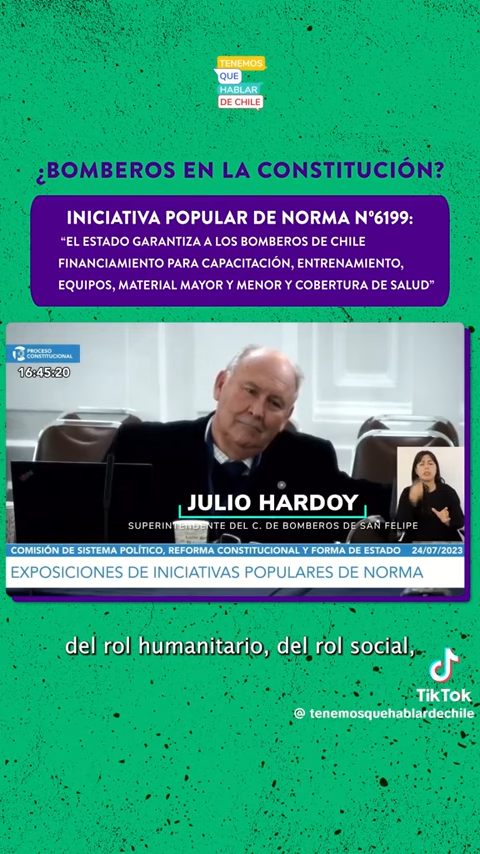 TENEMOS
QUE
HABLAR
DE CHILE
¿BOMBEROS EN LA CONSTITUCIÓN?
INICIATIVA POPULAR DE NORMA N°6199:
“EL ESTADO GARANTIZA A LOS BOMBEROS DE CHILE
FINANCIAMIENTO PARA CAPACITACIÓN, ENTRENAMIENTO,
EQUIPOS, MATERIAL MAYOR Y MENOR Y COBERTURA DE SALUD”
PROCESO
CONSTITUCIONAL
16:45:20
JULIO HARDOY
SUPERINTENDENTE DEL C. DE BOMBEROS DE SAN FELIPE
COMISIÓN DE SISTEMA POLÍTICO, REFORMA CONSTITUCIONAL Y FORMA DE ESTADO 24/07/2023
EXPOSICIONES DE INICIATIVAS POPULARES DE NORMA
del rol humanitario, del rol social,
TikTok
@ tenemosquehablardechile